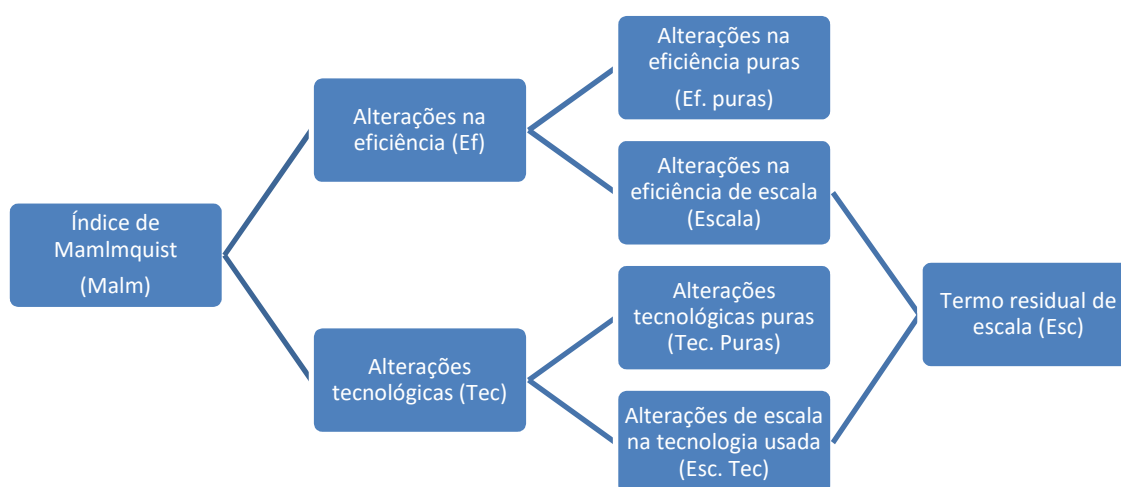 Índice de
Mamlmquist
(Malm)
Alterações na
eficiência (Ef)
Alterações
tecnológicas (Tec)
Alterações na
eficiência puras
(Ef. puras)
Alterações na
eficiência de escala
(Escala)
Alterações
tecnológicas puras
(Tec. Puras)
Alterações de escala
na tecnologia usada
(Esc. Tec)
Termo residual de
escala (Esc)